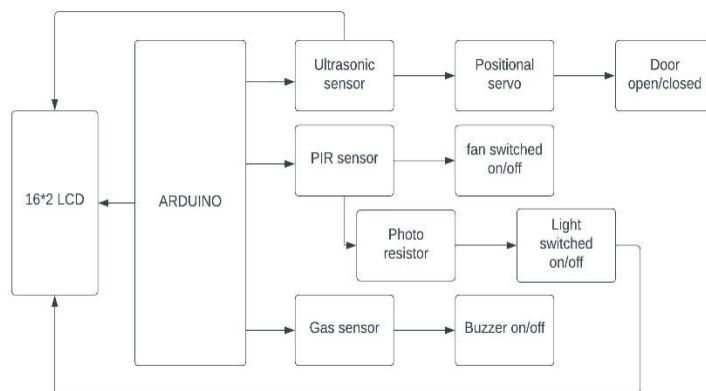 Ultrasonic
sensor
Positional
servo
Door
open/closed
16*2 LCD
ARDUINO
PIR sensor
fan switched
on/off
Photo
resistor
Light
switched
on/off
Gas sensor
Buzzer on/off